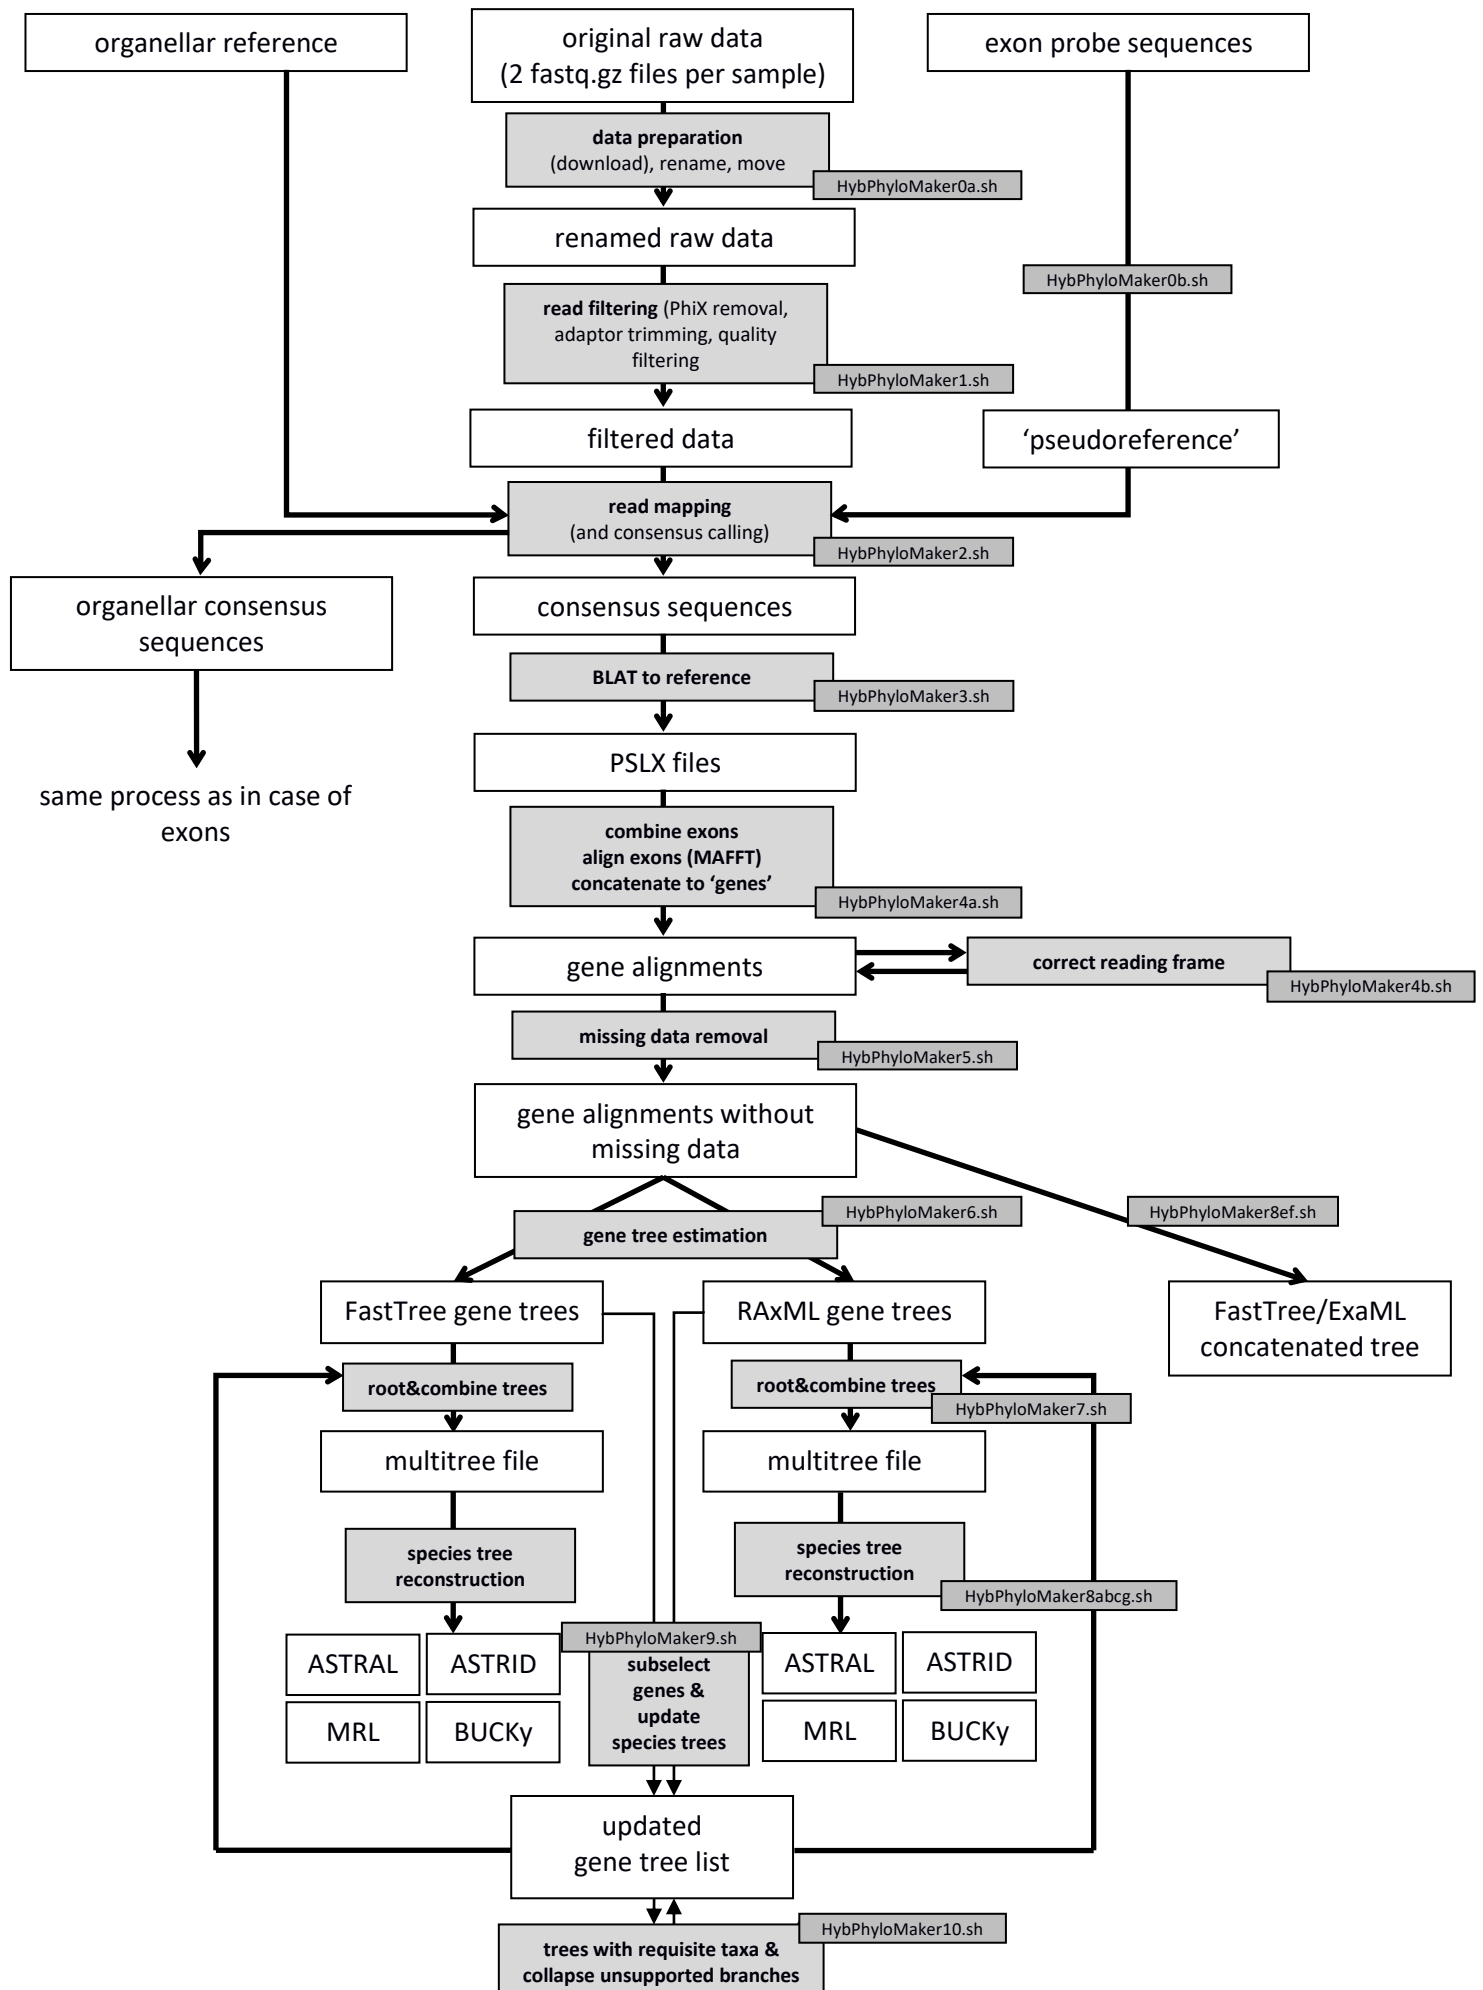 organellar reference
original raw data
(2 fastq.gz files per sample)
exon probe sequences
data preparation
(download), rename, move
HybPhyloMaker0a.sh
renamed raw data
HybPhyloMaker0b.sh
read filtering (PhiX removal,
adaptor trimming, quality
filtering
HybPhyloMaker1.sh
filtered data
‘pseudoreference’
read mapping
(and consensus calling)
HybPhyloMaker2.sh
organellar consensus
sequences
consensus sequences
BLAT to reference
HybPhyloMaker3.sh
PSLX files
same process as in case of
exons
combine exons
align exons (MAFFT)
concatenate to ‘genes’
HybPhyloMaker4a.sh
gene alignments
correct reading frame
HybPhyloMaker4b.sh
missing data removal
HybPhyloMaker5.sh
gene alignments without
missing data
HybPhyloMaker6.sh
HybPhyloMaker8ef.sh
gene tree estimation
FastTree gene trees
RAxML gene trees
FastTree/ExaML
concatenated tree
root&combine trees
root&combine trees
HybPhyloMaker7.sh
multitree file
multitree file
species tree
reconstruction
species tree
reconstruction
HybPhyloMaker8abcg.sh
HybPhyloMaker9.sh
ASTRAL
ASTRID
subselect
genes &
update
species trees
ASTRAL
ASTRID
MRL
BUCKy
MRL
BUCKy
updated
gene tree list
HybPhyloMaker10.sh
trees with requisite taxa &
collapse unsupported branches